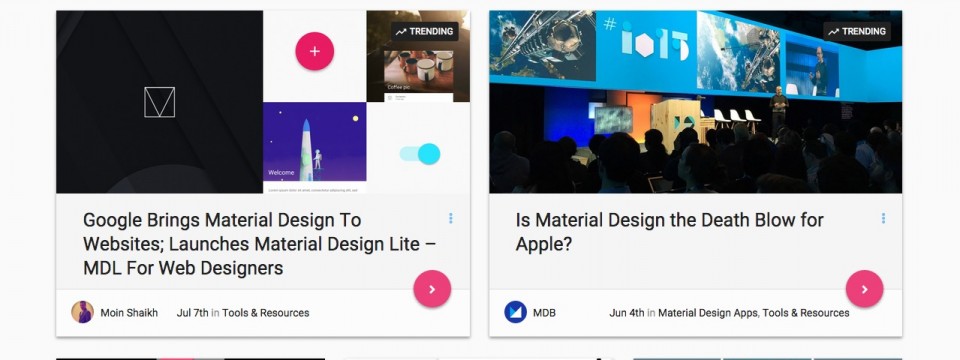 TRENDING
Coffee pic
Welcome
Google Brings Material Design To
Websites; Launches Material Design Lite –
MDL For Web Designers
Moin Shaikh Jul 7th in Tools & Resources
TRENDING
#io15
Is Material Design the Death Blow for
Apple?
MDB Jun 4th in Material Design Apps, Tools & Resources